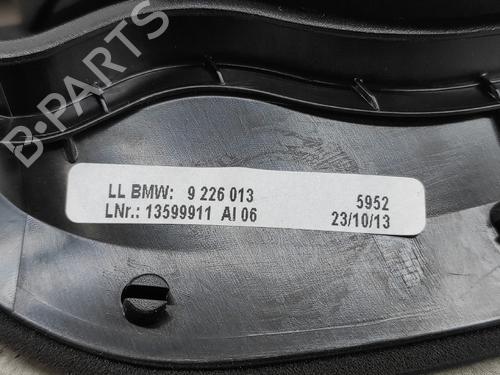 B-PARTS
LL BMW: 9 226 013 5952
LNr.: 13599911 AI 06 23/10/13